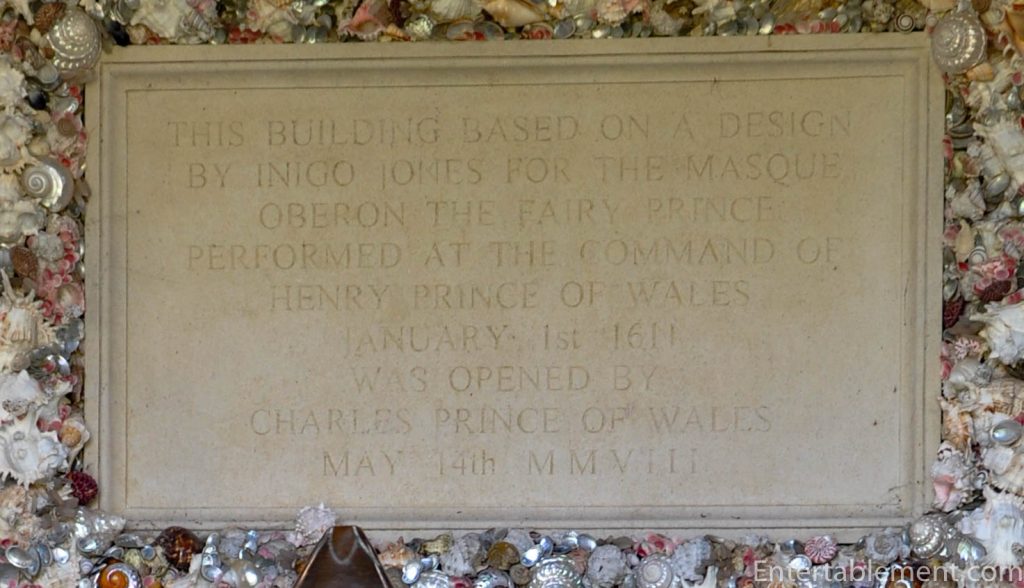 THIS BUILDING BASED ON A DESIGN
BY INIGO JONES FOR THE MASQUE
OBERON THE FAIRY PRINCE
PERFORMED AT THE COMMAND OF
HENRY PRINCE OF WALES
JANUARY 1st 1611
WAS OPENED BY
CHARLES PRINCE OF WALES
MAY 14th MMVIII
Entertablement.com